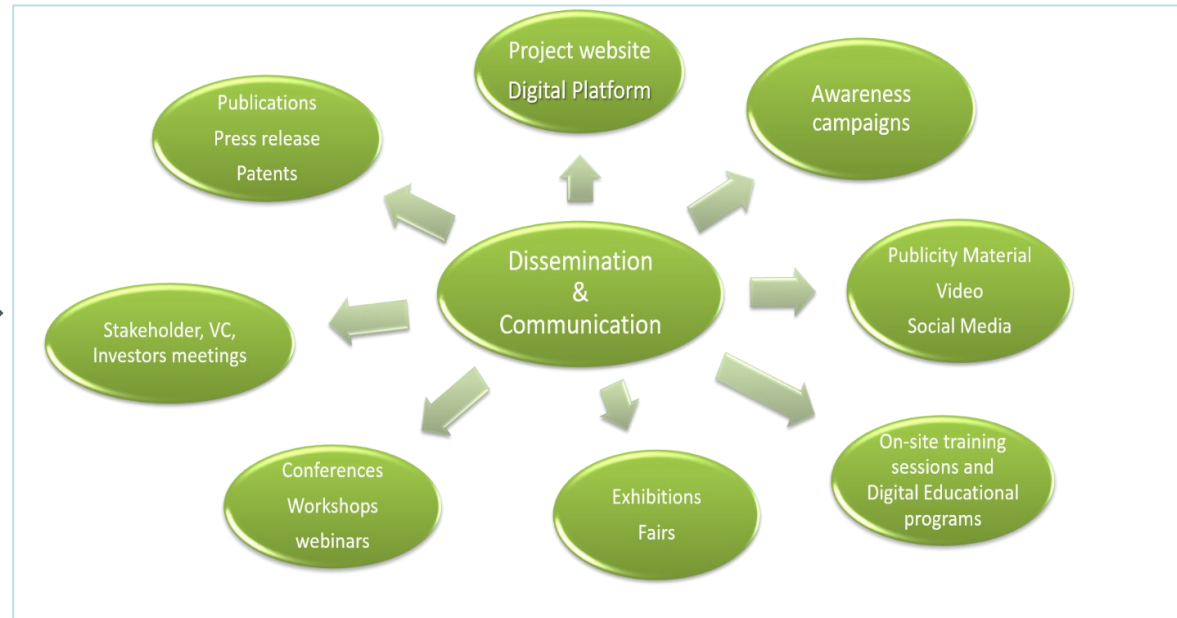 Project website
Digital Platform
Awareness
campaigns
Publications
Press release
Patents
Dissemination
&
Communication
Publicity Material
Video
Social Media
Stakeholder, VC,
Investors meetings
On-site training
sessions and
Digital Educational
programs
Conferences
Workshops
webinars
Exhibitions
Fairs